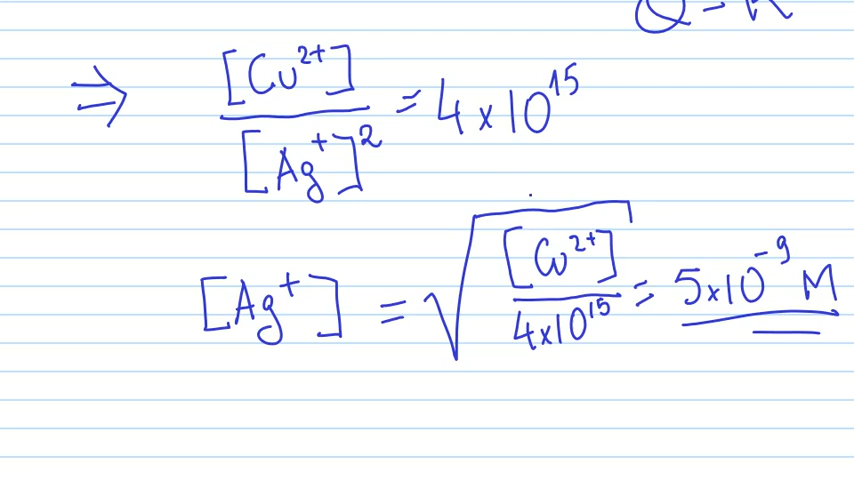 Q = K
⇒ [Cu²⁺] / [Ag⁺]² = 4 × 10¹⁵
[Ag⁺] = √([Cu²⁺] / 4×10¹⁵) = 5×10⁻⁹ M